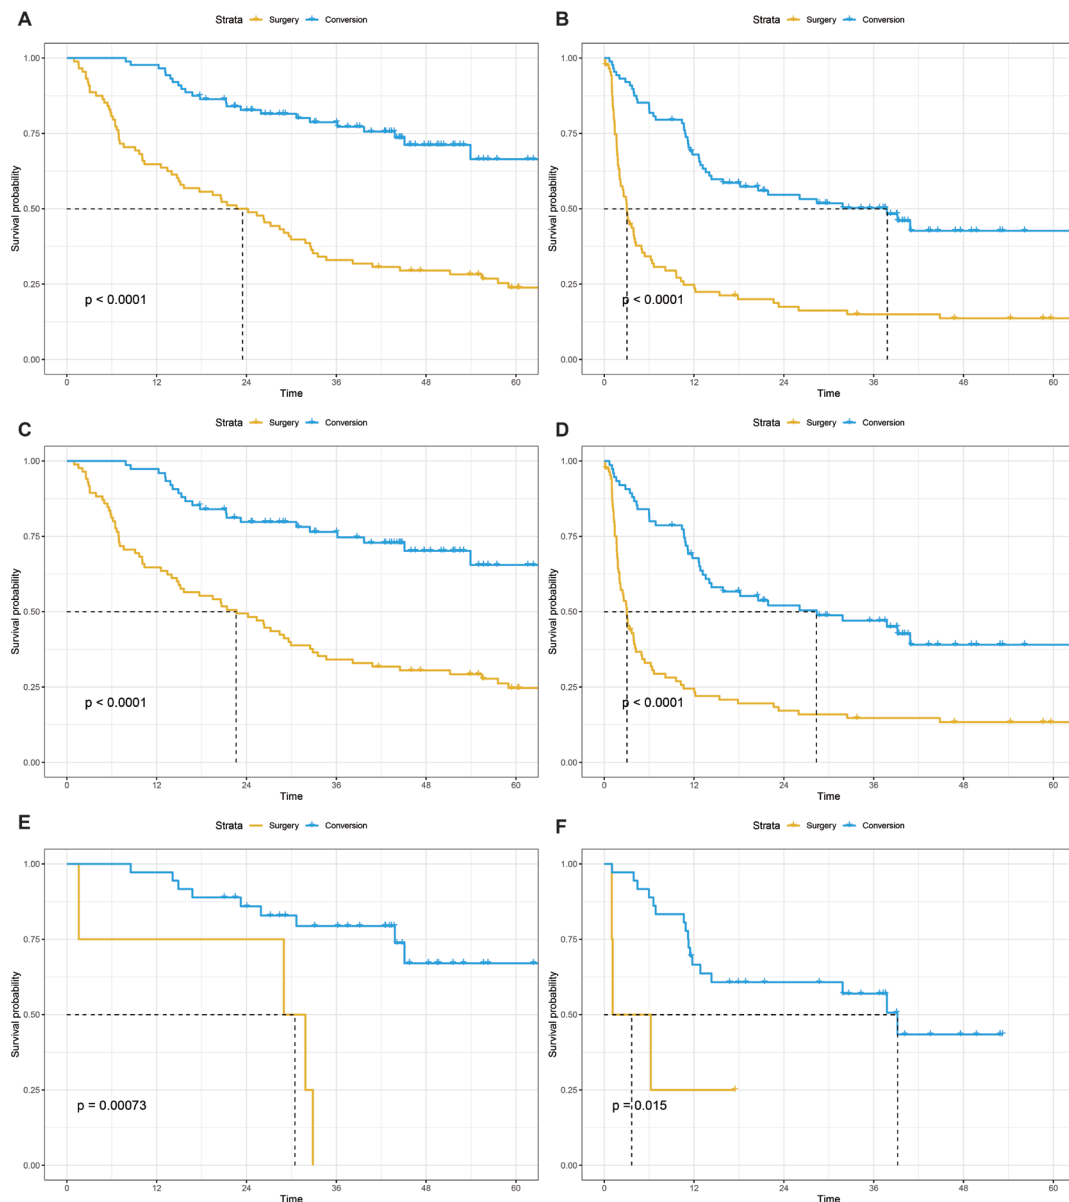 A
Strata Surgery Conversion
Survival probability
1.00
0.75
0.50
0.25
0.00
p < 0.0001
0 12 24 36 48 60
Time
B
Strata Surgery Conversion
Survival probability
1.00
0.75
0.50
0.25
0.00
p < 0.0001
0 12 24 36 48 60
Time
C
Strata Surgery Conversion
Survival probability
1.00
0.75
0.50
0.25
0.00
p < 0.0001
0 12 24 36 48 60
Time
D
Strata Surgery Conversion
Survival probability
1.00
0.75
0.50
0.25
0.00
p < 0.0001
0 12 24 36 48 60
Time
E
Strata Surgery Conversion
Survival probability
1.00
0.75
0.50
0.25
0.00
p = 0.00073
0 12 24 36 48 60
Time
F
Strata Surgery Conversion
Survival probability
1.00
0.75
0.50
0.25
0.00
p = 0.015
0 12 24 36 48 60
Time